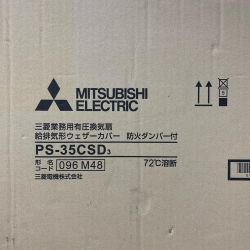 MITSUBISHI
ELECTRIC
三菱業務用有圧換気扇
給排気形ウェザーカバー 防火ダンパー付
PS-35CSD3
形名
コード 096 M48 72℃溶断
三菱電機株式会社